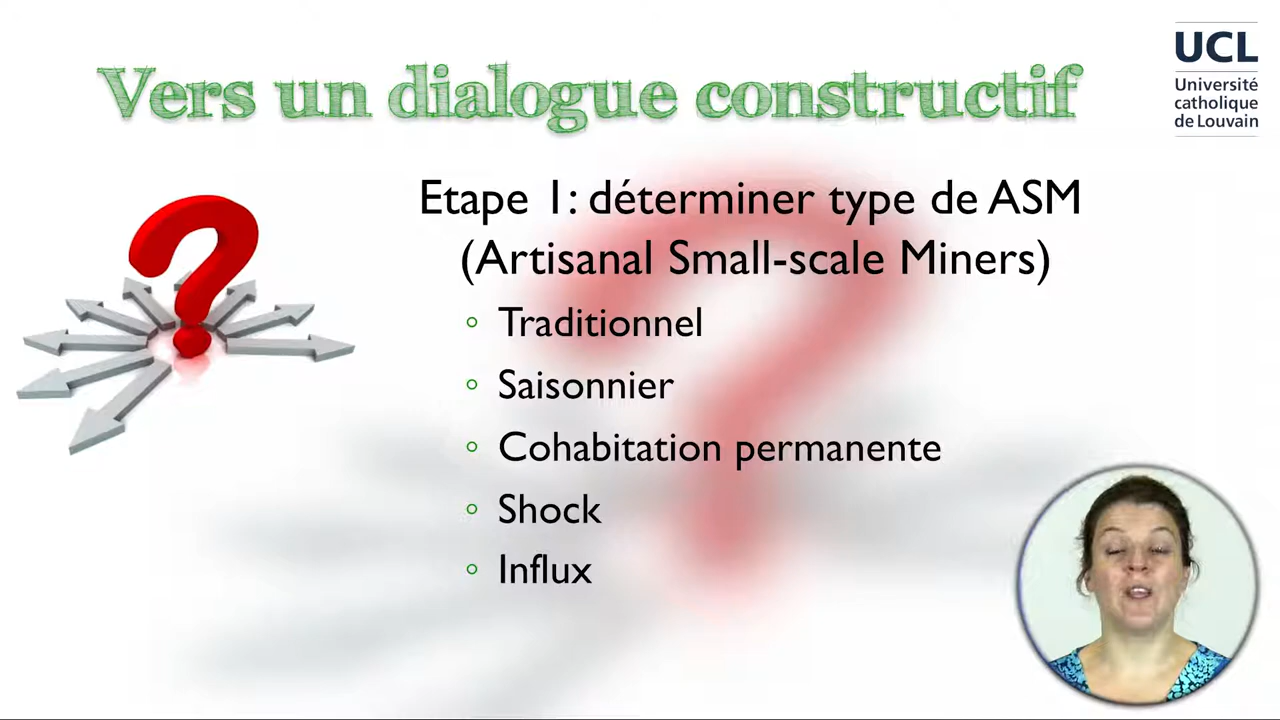 Vers un dialogue constructif
UCL
Université
catholique
de Louvain
Etape 1: déterminer type de ASM
(Artisanal Small-scale Miners)
Traditionnel
Saisonnier
Cohabitation permanente
Shock
Influx